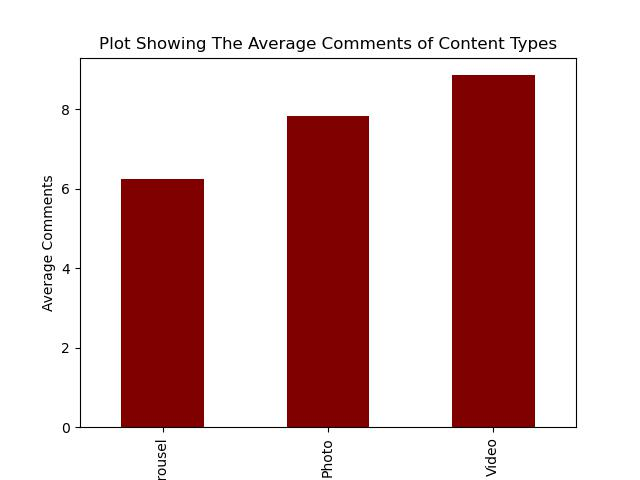 Plot Showing The Average Comments of Content Types
Average Comments
8
6
4
2
0
rousel
Photo
Video